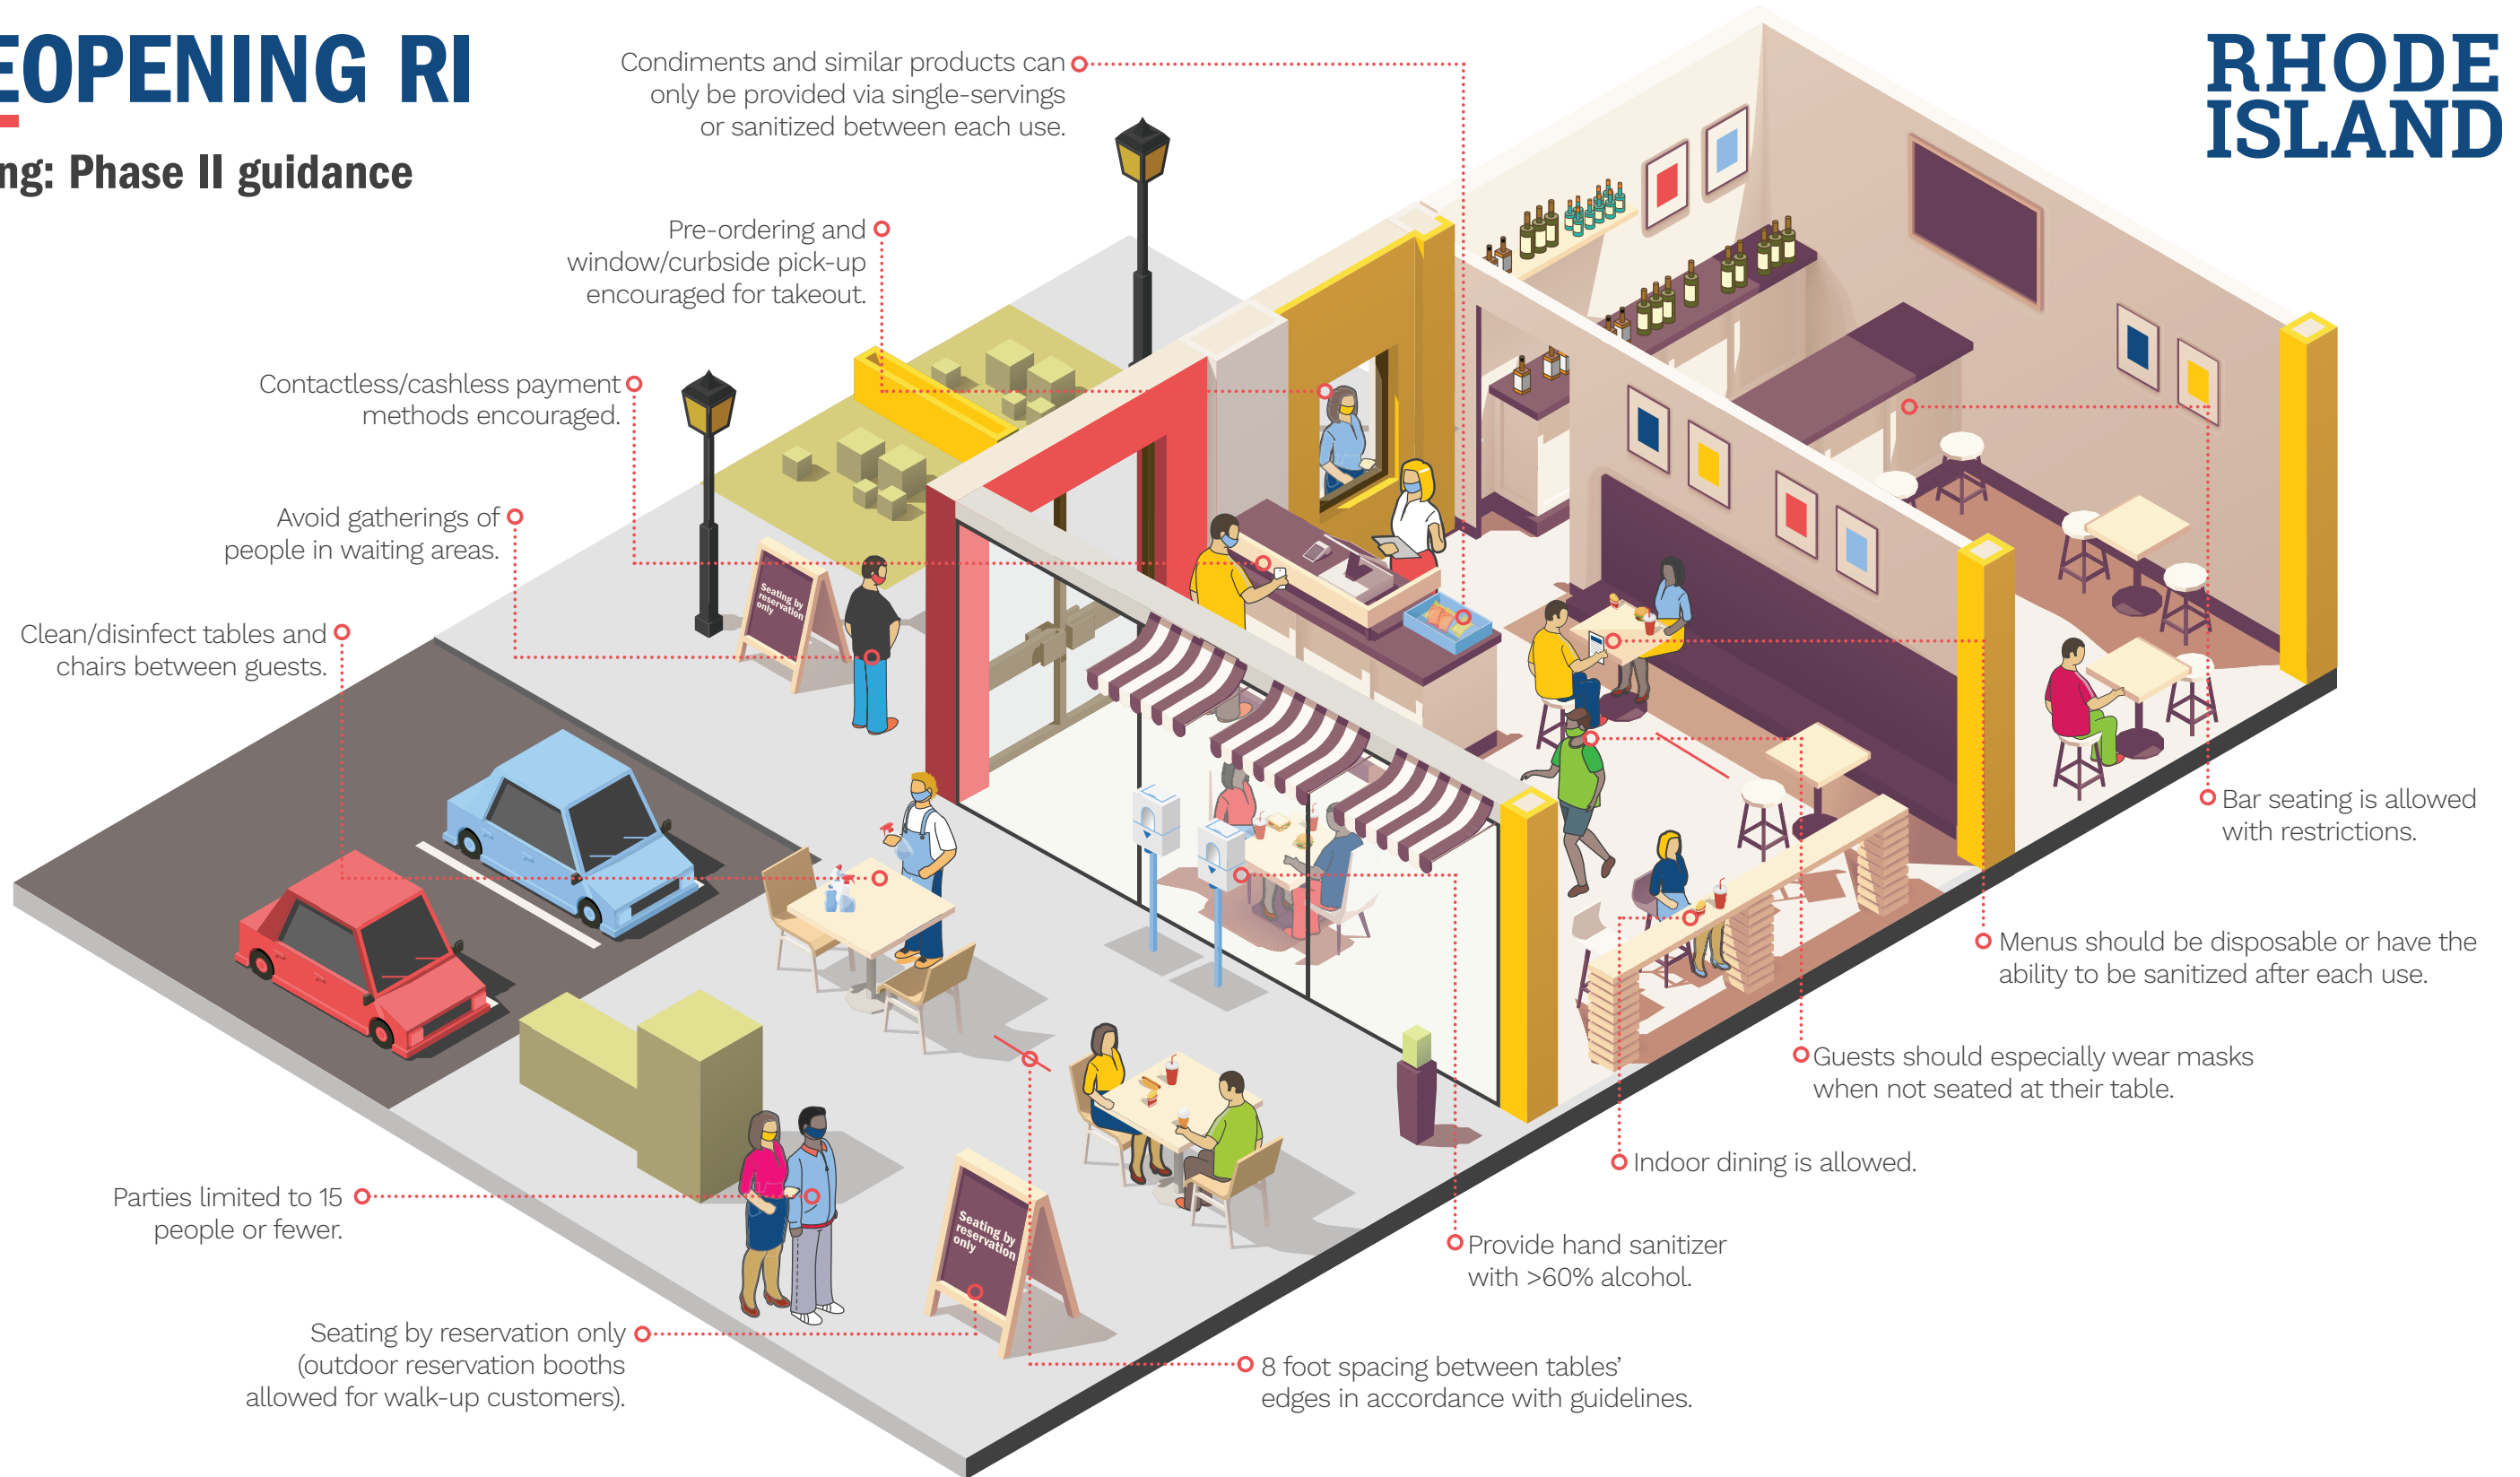 EOPENING RI
ng: Phase II guidance
RHODE
ISLAND
Condiments and similar products can
only be provided via single-servings
or sanitized between each use.
Pre-ordering and
window/curbside pick-up
encouraged for takeout.
Contactless/cashless payment
methods encouraged.
Avoid gatherings of
people in waiting areas.
Clean/disinfect tables and
chairs between guests.
Seating by
reservation
only
Bar seating is allowed
with restrictions.
Menus should be disposable or have the
ability to be sanitized after each use.
Guests should especially wear masks
when not seated at their table.
Indoor dining is allowed.
Parties limited to 15
people or fewer.
Seating by
reservation
only
Provide hand sanitizer
with >60% alcohol.
Seating by reservation only
(outdoor reservation booths
allowed for walk-up customers).
8 foot spacing between tables’
edges in accordance with guidelines.